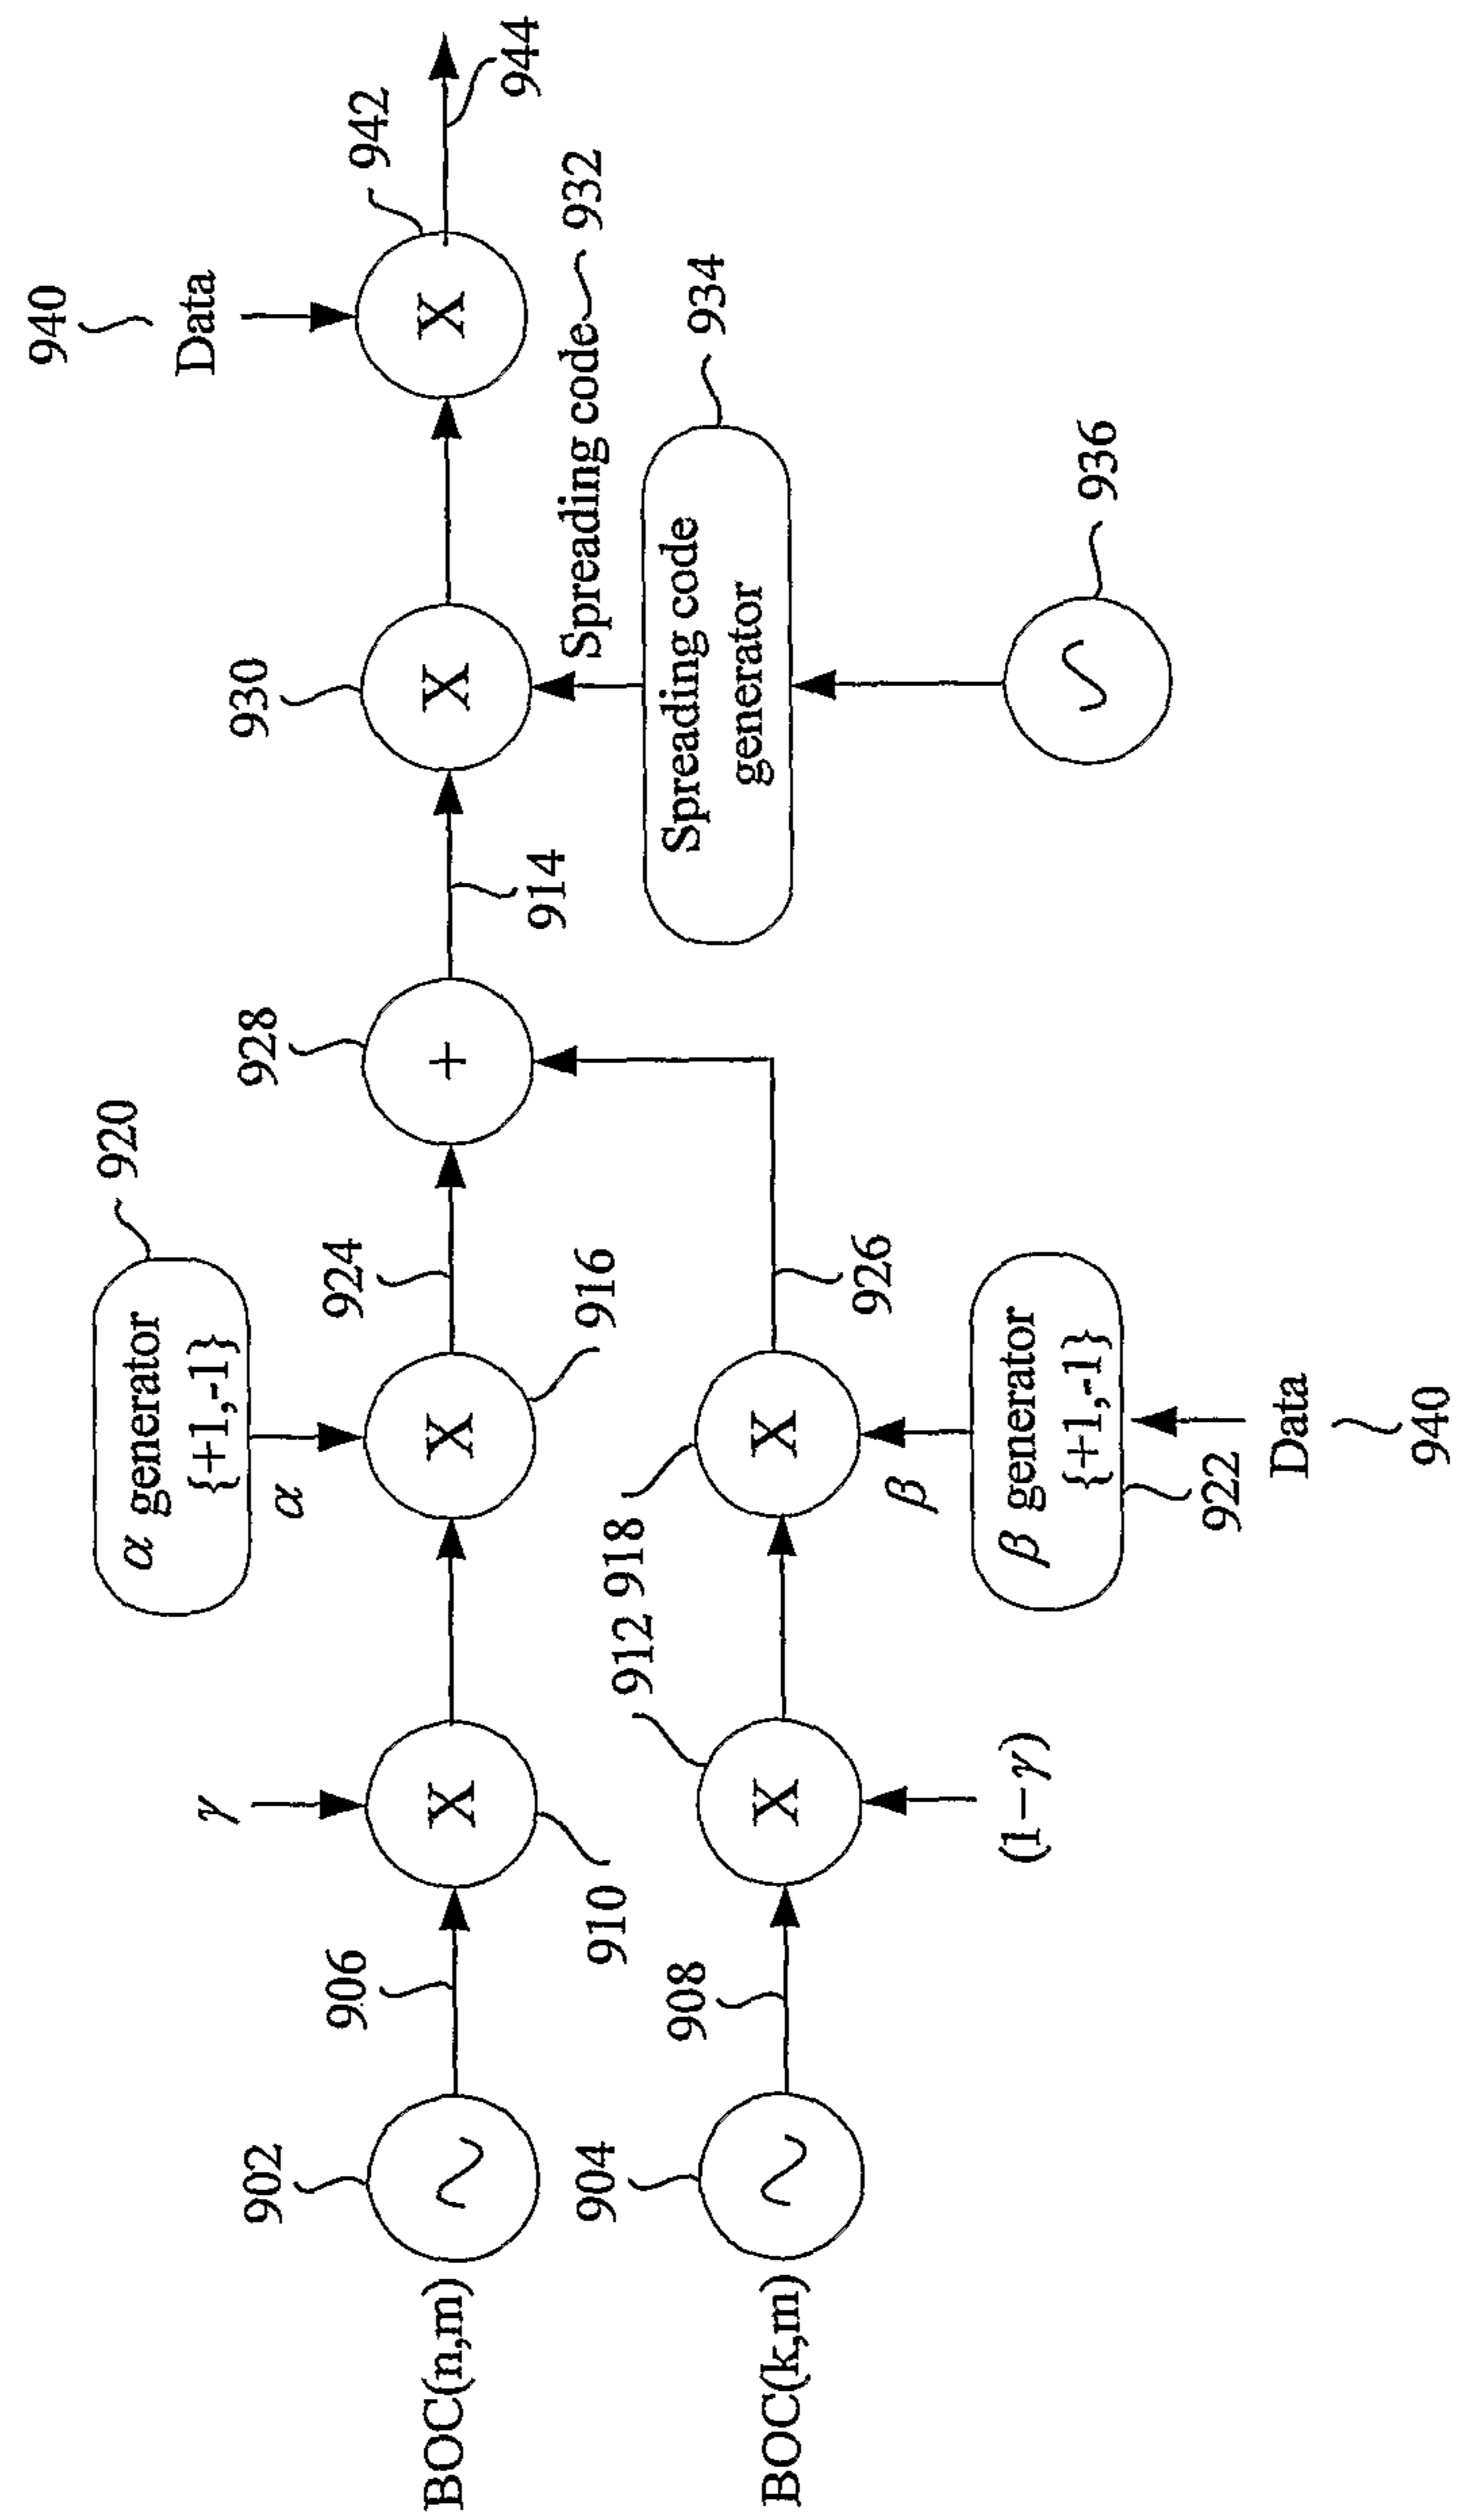 940
Data
942
944
920
α generator
{+1,-1}
α
γ
928
930
924
916
906
910
902
BOC(n,m)
914
Spreading code
932
Spreading code
generator
934
936
X
X
+
X
X
904
BOC(k,m)
908
912
918
X
X
926
(1−γ)
β
β generator
{+1,-1}
922
Data
940